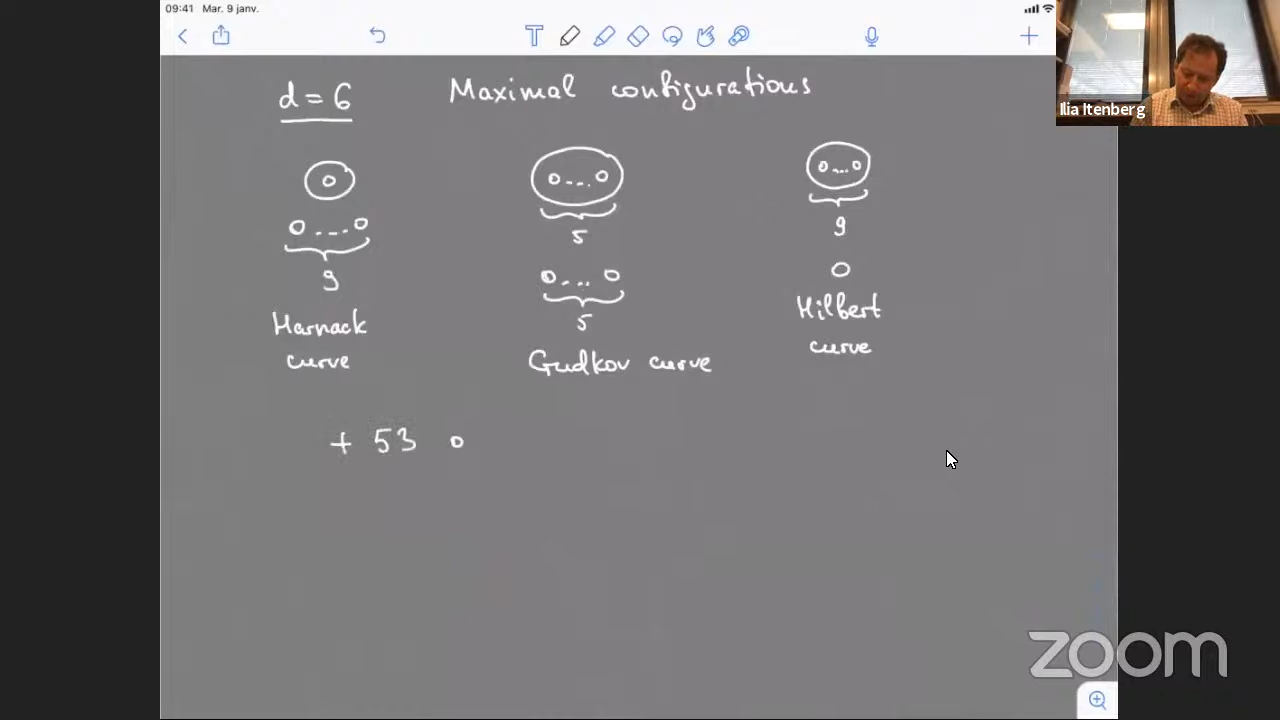 09:41 Mar. 9 janv.
Ilia Itenberg
d = 6
Maximal configurations
9
Harnack
curve
5
5
Gudkov curve
9
Hilbert
curve
+ 53 o
zoom